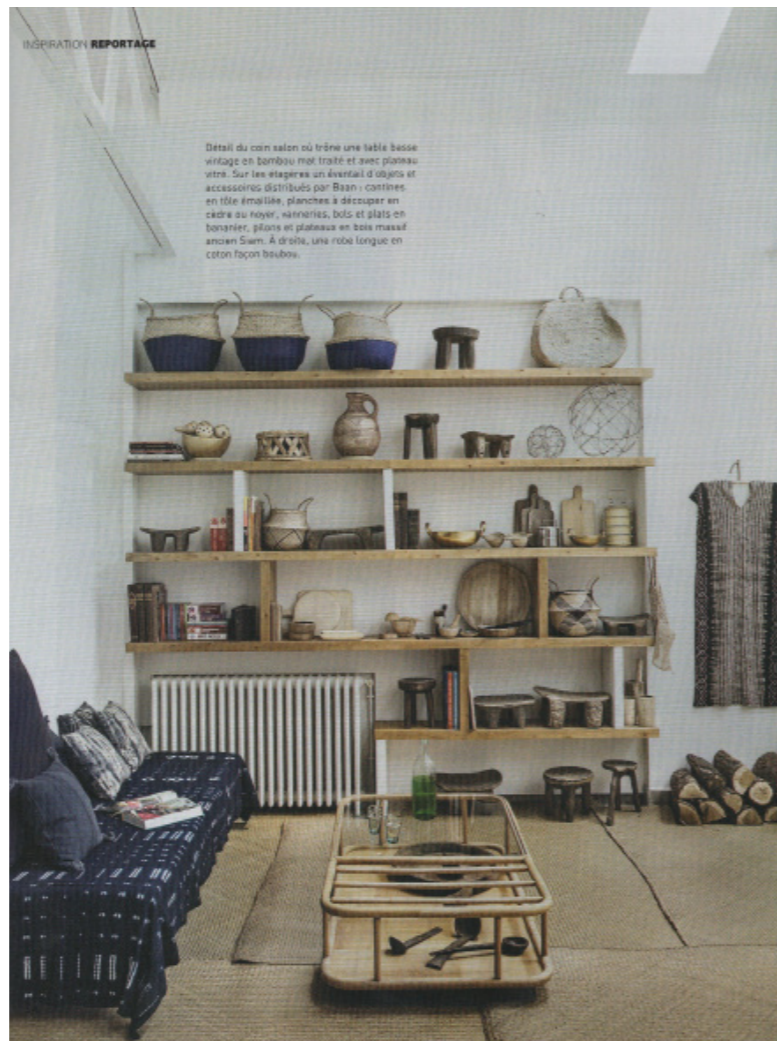 INSPIRATION REPORTAGE
Détail du coin salon où trône une table basse
vintage en bambou mat traité et avec plateau
vitré. Sur les étagères un éventail d'objets et
accessoires distribués par Baan : cantines
en tôle émaillée, planches à découper en
cèdre ou noyer, vanneries, bols et plats en
bananier, pilons et plateaux en bois massif
ancien Siam. À droite, une robe longue en
coton façon boubou.